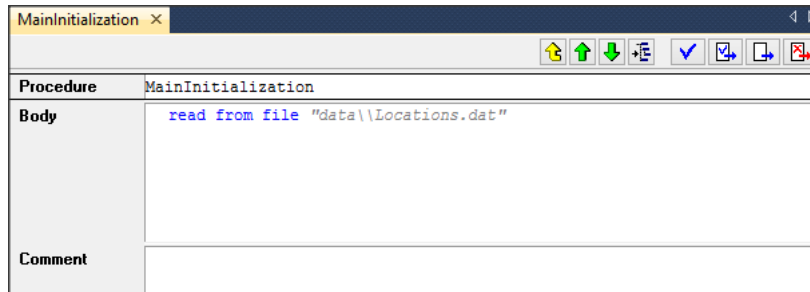 MainInitialization
Procedure MainInitialization
Body read from file "data\\Locations.dat"
Comment